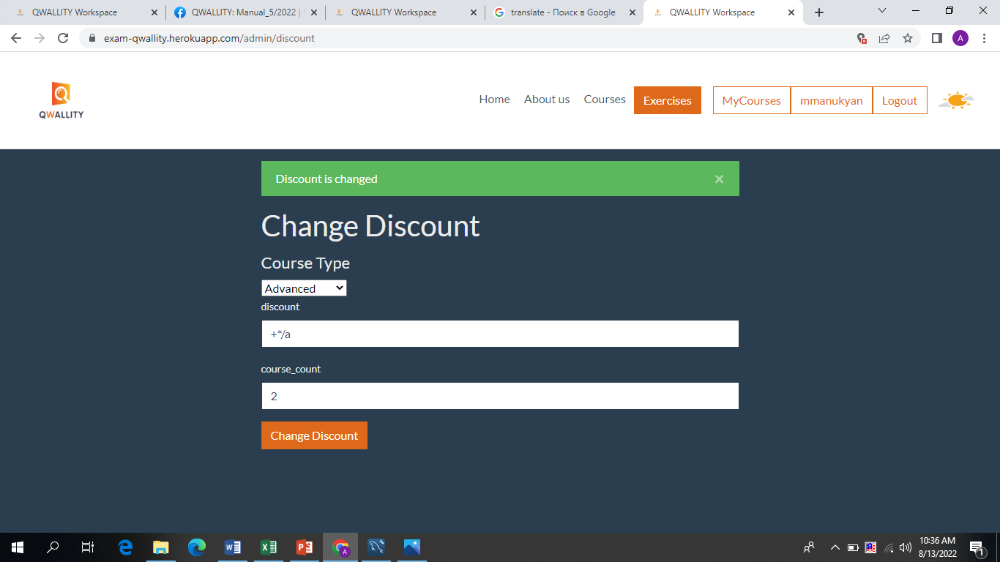 QWALLITY Workspace
QWALLITY: Manual_5/2022 |
QWALLITY Workspace
translate - Поиск в Google
QWALLITY Workspace
exam-qwallity.herokuapp.com/admin/discount
A
QWALLITY
Home
About us
Courses
Exercises
MyCourses
mmanukyan
Logout
Discount is changed
Change Discount
Course Type
Advanced
discount
+*/a
course_count
2
Change Discount
10:36 AM
8/13/2022
1